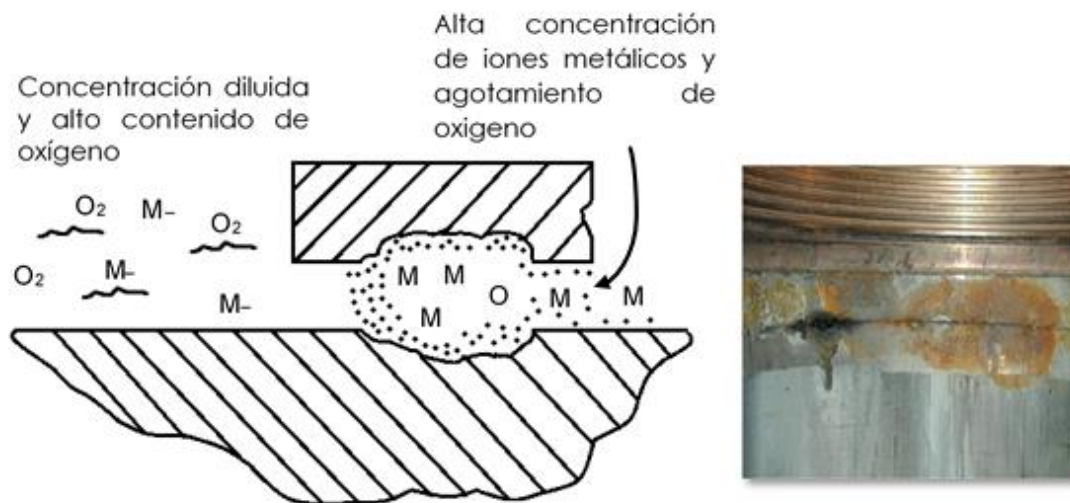 Alta concentración
de iones metálicos y
agotamiento de
oxigeno
Concentración diluida
y alto contenido de
oxígeno
O₂ M–
O₂
O₂ M–
M–
M M
M O M M